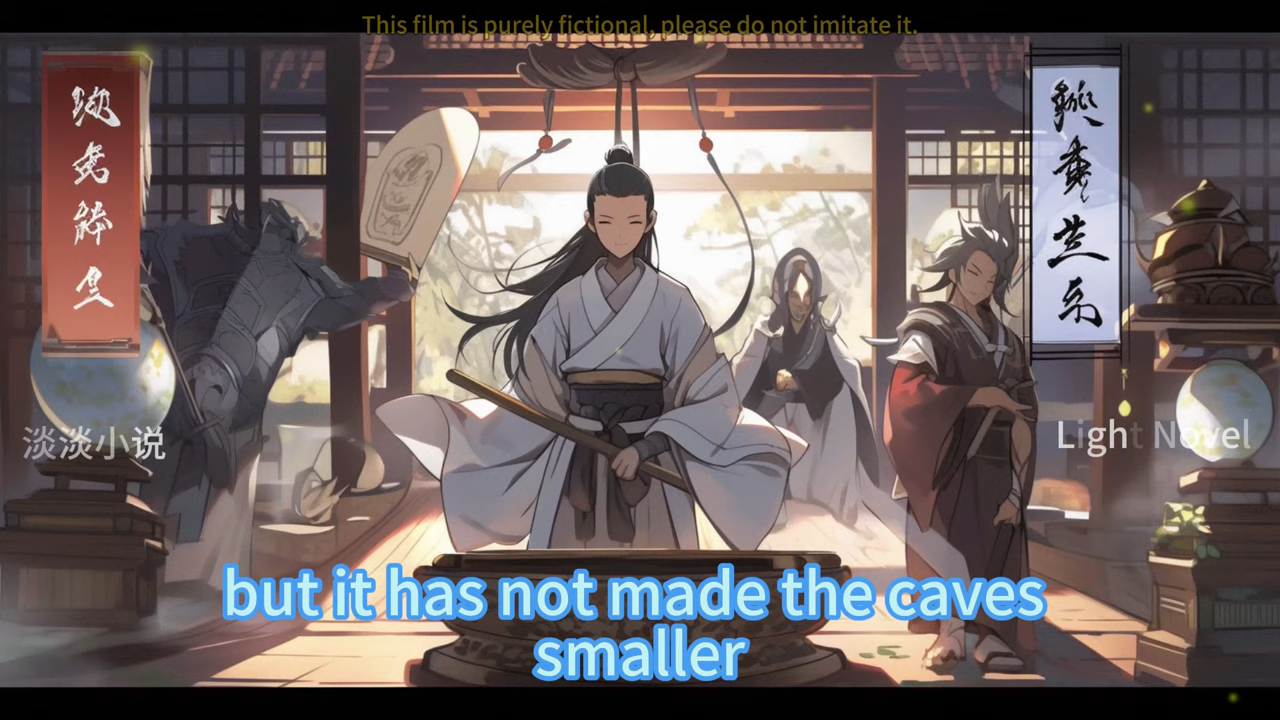 This film is purely fictional, please do not imitate it.
淡淡小说
Light Novel
but it has not made the caves
smaller